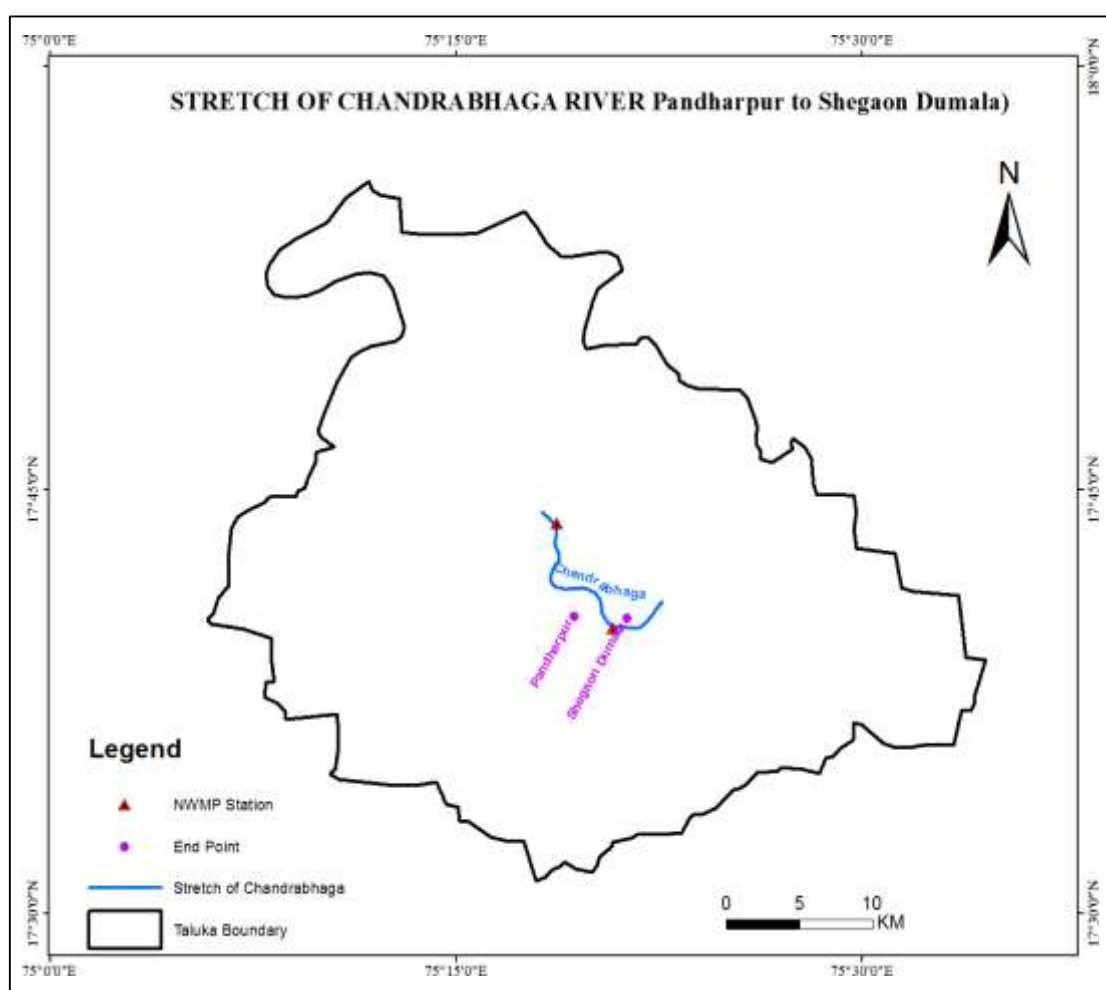 75°0'0"E 75°15'0"E 75°30'0"E
18°0'0"N
STRETCH OF CHANDRABHAGA RIVER Pandharpur to Shegaon Dumala)
N
17°45'0"N 17°45'0"N
Chandrabhaga
Pandharpur
Shegaon Dumala
Legend
NWMP Station
End Point
Stretch of Chandrabhaga
Taluka Boundary
0 5 10
KM
17°30'0"N 17°30'0"N
75°0'0"E 75°15'0"E 75°30'0"E